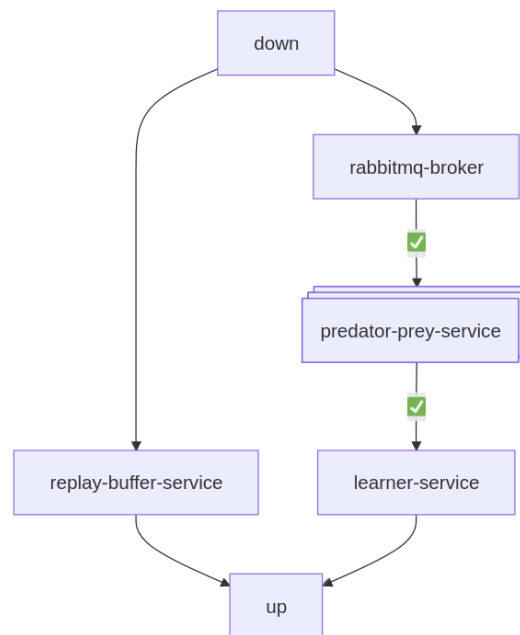 down
rabbitmq-broker
✅
predator-prey-service
✅
replay-buffer-service
learner-service
up